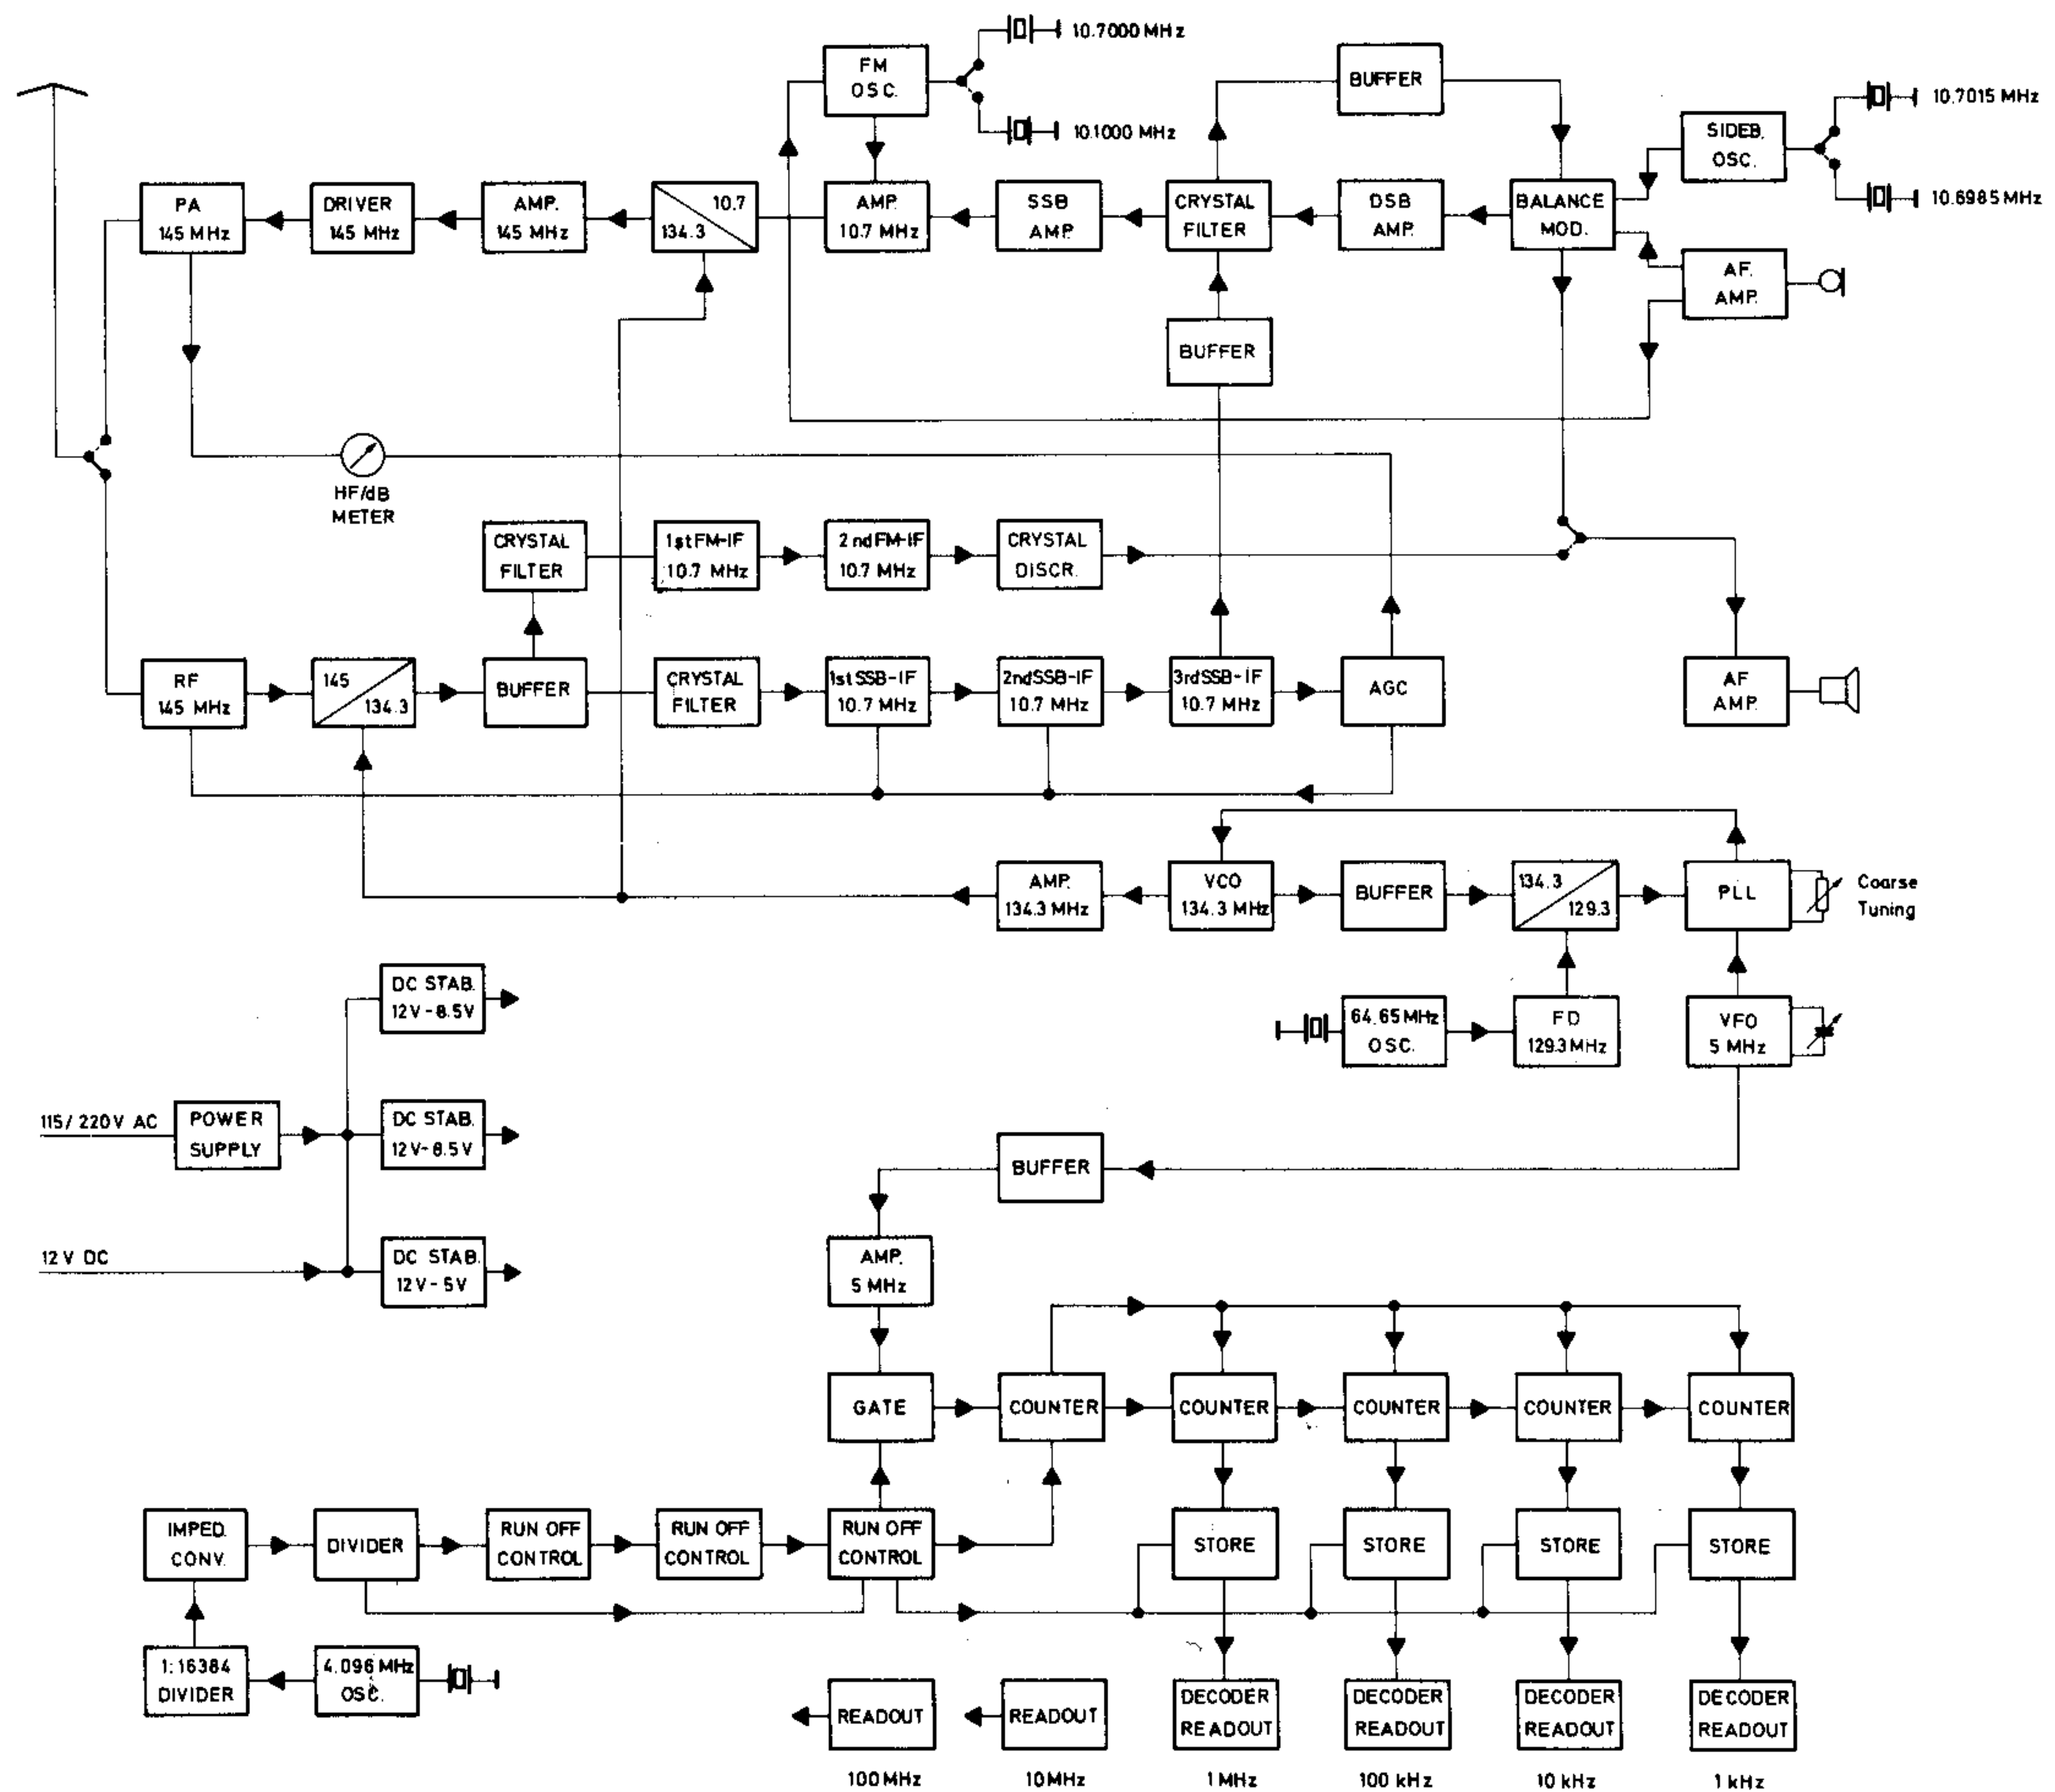 10.7000 MHz
FM
OSC.
10.1000 MHz
BUFFER
SIDEB.
OSC.
10.7015 MHz
10.6985 MHz
PA
145 MHz
DRIVER
145 MHz
AMP.
145 MHz
10.7
134.3
AMP.
10.7 MHz
SSB
AMP.
CRYSTAL
FILTER
DSB
AMP.
BALANCE
MOD.
AF.
AMP.
BUFFER
HF/dB
METER
CRYSTAL
FILTER
1st FM-IF
10.7 MHz
2nd FM-IF
10.7 MHz
CRYSTAL
DISCR.
RF
145 MHz
145
134.3
BUFFER
CRYSTAL
FILTER
1st SSB-IF
10.7 MHz
2nd SSB-IF
10.7 MHz
3rd SSB-IF
10.7 MHz
AGC
AF
AMP.
AMP.
134.3 MHz
VCO
134.3 MHz
BUFFER
134.3
129.3
PLL
Coarse
Tuning
DC STAB.
12V-8.5V
64.65 MHz
OSC.
FD
129.3 MHz
VFO
5 MHz
115/220V AC
POWER
SUPPLY
DC STAB.
12V-8.5V
BUFFER
12V DC
DC STAB.
12V-5V
AMP.
5 MHz
GATE
COUNTER
COUNTER
COUNTER
COUNTER
COUNTER
IMPED.
CONV.
DIVIDER
RUN OFF
CONTROL
RUN OFF
CONTROL
RUN OFF
CONTROL
STORE
STORE
STORE
STORE
1:16384
DIVIDER
4.096 MHz
OSC.
READOUT
READOUT
DECODER
READOUT
DECODER
READOUT
DECODER
READOUT
DECODER
READOUT
100 MHz
10 MHz
1 MHz
100 kHz
10 kHz
1 kHz